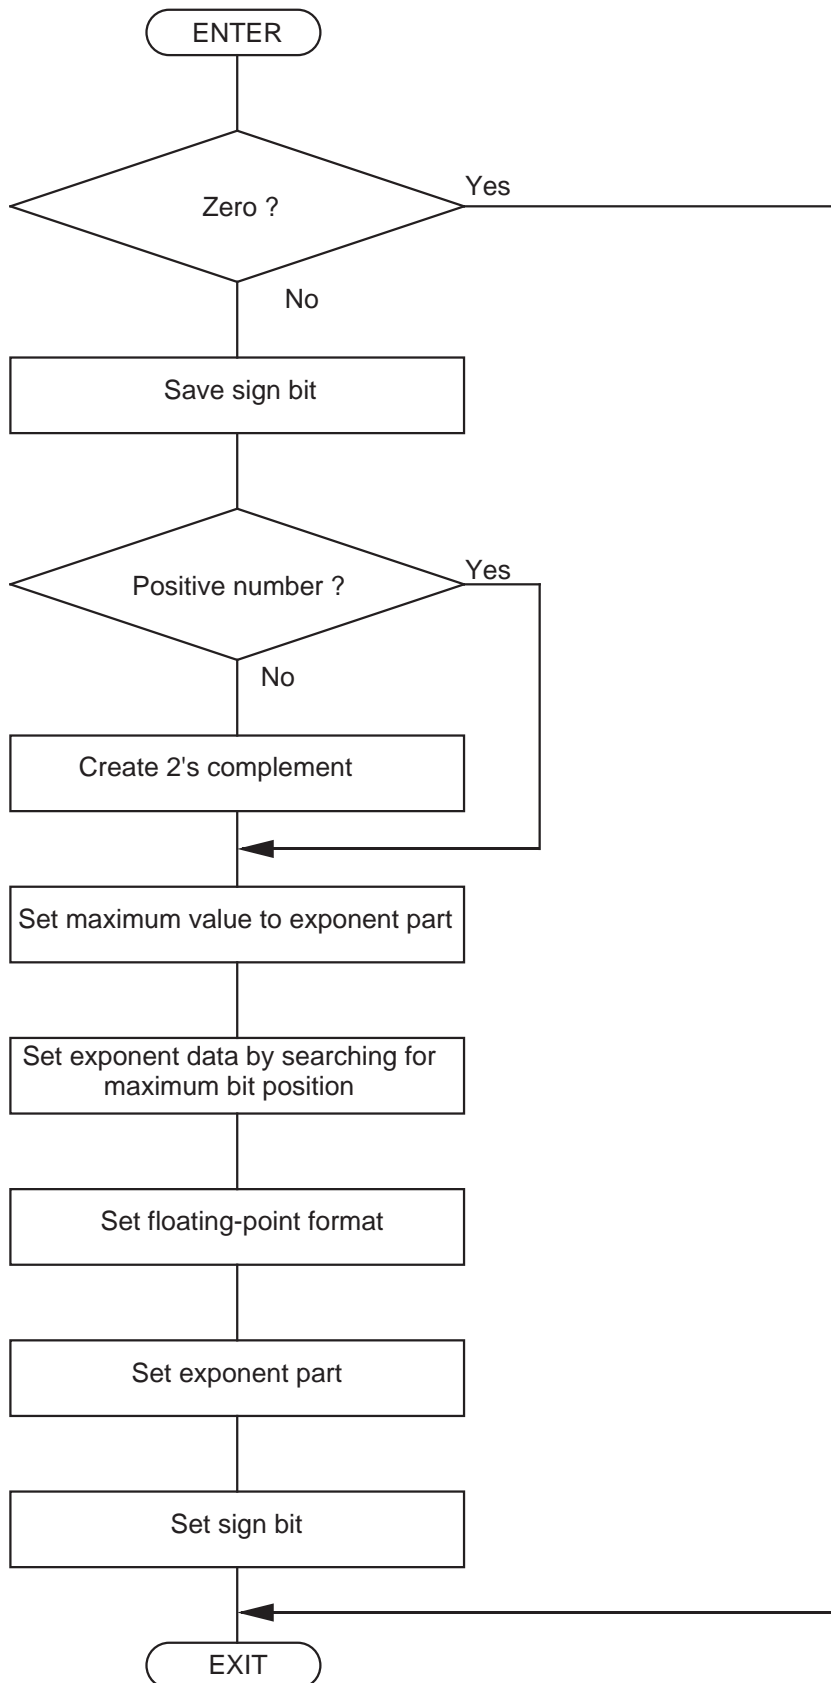 ENTER
Zero ?
Yes
No
Save sign bit
Positive number ?
Yes
No
Create 2's complement
Set maximum value to exponent part
Set exponent data by searching for
maximum bit position
Set floating-point format
Set exponent part
Set sign bit
EXIT